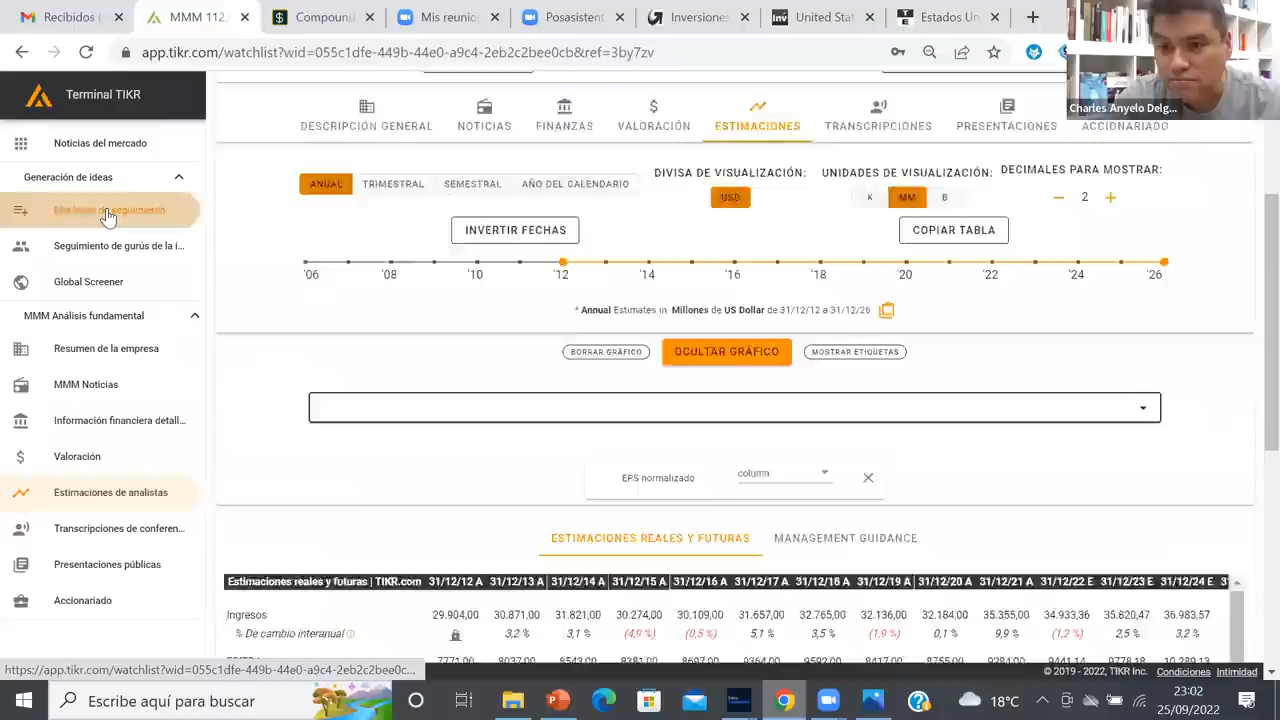 Recibidos (
MMM 112,
Compound
Mis reunio
Posasistent
Inversiones
United Stat
Estados Un
app.tikr.com/watchlist?wid=055c1dfe-449b-44e0-a9c4-2eb2c2bee0cb&ref=3by7zv
Charles Anyelo Delg...
Terminal TIKR
Noticias del mercado
Generación de ideas
Seguimiento de gurús de la i...
Global Screener
MMM Análisis fundamental
Resumen de la empresa
MMM Noticias
Información financiera detall...
Valoración
Estimaciones de analistas
Transcripciones de conferen...
Presentaciones públicas
Accionariado
DESCRIPCIÓN GENERAL
NOTICIAS
FINANZAS
VALORACIÓN
ESTIMACIONES
TRANSCRIPCIONES
PRESENTACIONES
ACCIONARIADO
ANUAL
TRIMESTRAL
SEMESTRAL
AÑO DEL CALENDARIO
DIVISA DE VISUALIZACIÓN:
USD
UNIDADES DE VISUALIZACIÓN:
K MM B
DECIMALES PARA MOSTRAR:
− 2 +
INVERTIR FECHAS
COPIAR TABLA
'06 '08 '10 '12 '14 '16 '18 '20 '22 '24 '26
* Annual Estimates in Millones de US Dollar de 31/12/12 a 31/12/26
BORRAR GRÁFICO
OCULTAR GRÁFICO
MOSTRAR ETIQUETAS
EPS normalizado
column
ESTIMACIONES REALES Y FUTURAS
MANAGEMENT GUIDANCE
Estimaciones reales y futuras | TIKR.com 31/12/12 A 31/12/13 A 31/12/14 A 31/12/15 A 31/12/16 A 31/12/17 A 31/12/18 A 31/12/19 A 31/12/20 A 31/12/21 A 31/12/22 E 31/12/23 E 31/12/24 E
Ingresos 29.904,00 30.871,00 31.821,00 30.274,00 30.109,00 31.657,00 32.765,00 32.136,00 32.184,00 35.355,00 34.933,36 35.820,47 36.983,57
% De cambio interanual 3,2 % 3,1 % (4,9 %) (0,5 %) 5,1 % 3,5 % (1,9 %) 0,1 % 9,9 % (1,2 %) 2,5 % 3,2 %
https://app.tikr.com/watchlist?wid=055c1dfe-449b-44e0-a9c4-2eb2c2bee0c...
© 2019 - 2022, TIKR Inc. Condiciones Intimidad
Escribe aquí para buscar
18°C
23:02
25/09/2022